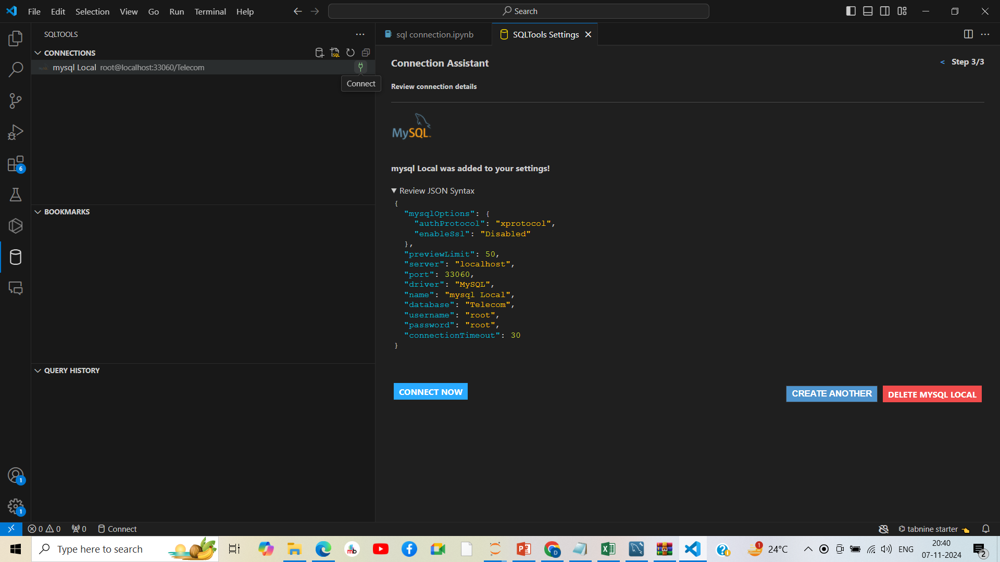 File Edit Selection View Go Run Terminal Help
Search
SQLTOOLS
CONNECTIONS
mysql Local root@localhost:33060/Telecom
Connect
BOOKMARKS
QUERY HISTORY
6
1
1
sql connection.ipynb
SQLTools Settings
Connection Assistant
< Step 3/3
Review connection details
MySQL
mysql Local was added to your settings!
Review JSON Syntax
{
"mysqlOptions": {
"authProtocol": "xprotocol",
"enableSsl": "Disabled"
},
"previewLimit": 50,
"server": "localhost",
"port": 33060,
"driver": "MySQL",
"name": "mysql Local",
"database": "Telecom",
"username": "root",
"password": "root",
"connectionTimeout": 30
}
CONNECT NOW
CREATE ANOTHER
DELETE MYSQL LOCAL
0 0 0 Connect
tabnine starter
Type here to search
mb
1
24°C
ENG
20:40
07-11-2024
2